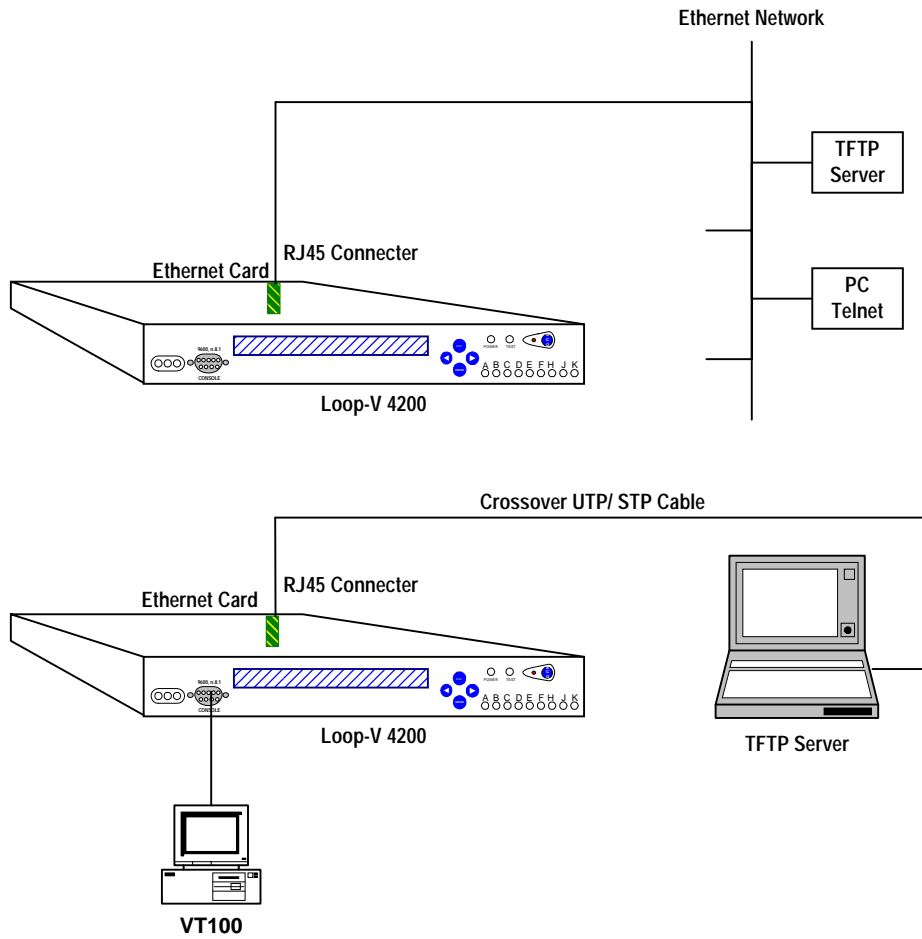 Ethernet Network
TFTP
Server
RJ45 Connecter
Ethernet Card
PC
Telnet
9600, n.8.1
POWER TEST
A B C D E F H J K
CONSOLE
Loop-V 4200
Crossover UTP/ STP Cable
RJ45 Connecter
Ethernet Card
9600, n.8.1
POWER TEST
A B C D E F H J K
CONSOLE
Loop-V 4200
TFTP Server
VT100